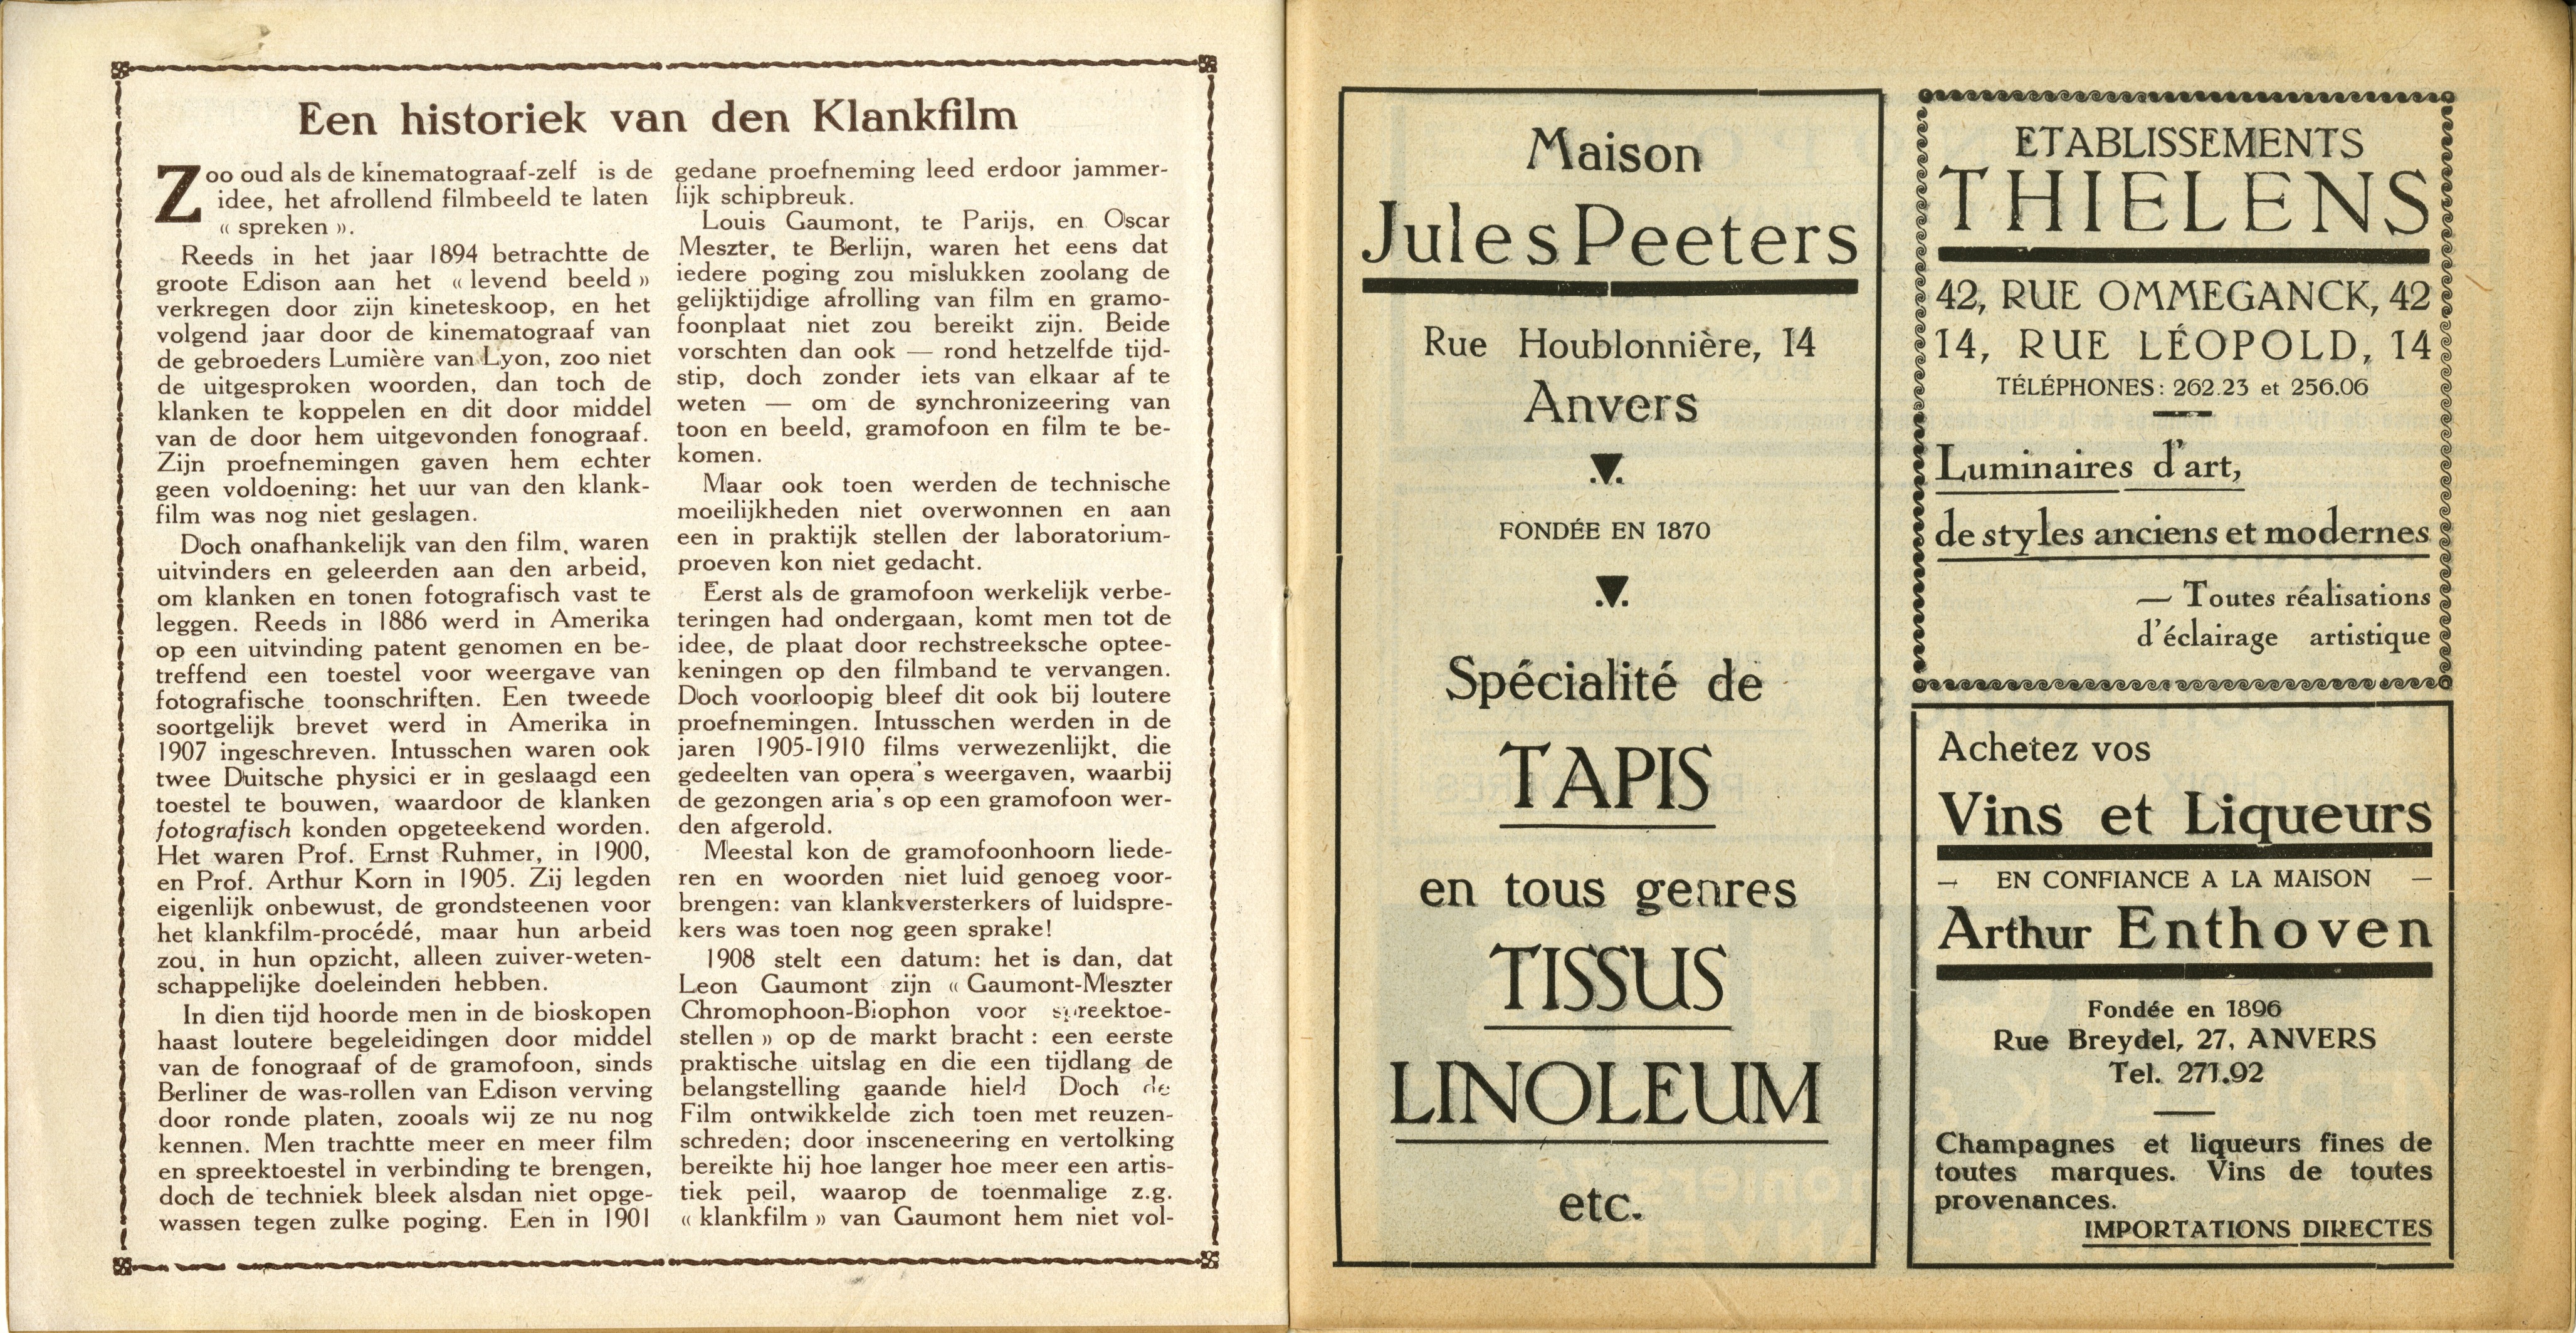 Een historiek van den Klankfilm
Zoo oud als de kinematograaf-zelf is de
idee, het afrollend filmbeeld te laten
« spreken ».
Reeds in het jaar 1894 betrachtte de
groote Edison aan het « levend beeld »
verkregen door zijn kineteskoop, en het
volgend jaar door de kinematograaf van
de gebroeders Lumière van Lyon, zoo niet
de uitgesproken woorden, dan toch de
klanken te koppelen en dit door middel
van de door hem uitgevonden fonograaf.
Zijn proefnemingen gaven hem echter
geen voldoening: het uur van den klank-
film was nog niet geslagen.
Doch onafhankelijk van den film, waren
uitvinders en geleerden aan den arbeid,
om klanken en tonen fotografisch vast te
leggen. Reeds in 1886 werd in Amerika
op een uitvinding patent genomen en be-
treffend een toestel voor weergave van
fotografische toonschriften. Een tweede
soortgelijk brevet werd in Amerika in
1907 ingeschreven. Intusschen waren ook
twee Duitsche physici er in geslaagd een
toestel te bouwen, waardoor de klanken
fotografisch konden opgeteekend worden.
Het waren Prof. Ernst Ruhmer, in 1900,
en Prof. Arthur Korn in 1905. Zij legden
eigenlijk onbewust, de grondsteenen voor
het klankfilm-procédé, maar hun arbeid
zou, in hun opzicht, alleen zuiver-weten-
schappelijke doeleinden hebben.
In dien tijd hoorde men in de bioskopen
haast loutere begeleidingen door middel
van de fonograaf of de gramofoon, sinds
Berliner de was-rollen van Edison verving
door ronde platen, zooals wij ze nu nog
kennen. Men trachtte meer en meer film
en spreektoestel in verbinding te brengen,
doch de techniek bleek alsdan niet opge-
wassen tegen zulke poging. Een in 1901
gedane proefneming leed erdoor jammer-
lijk schipbreuk.
Louis Gaumont, te Parijs, en Oscar
Meszter, te Berlijn, waren het eens dat
iedere poging zou mislukken zoolang de
gelijktijdige afrolling van film en gramo-
foonplaat niet zou bereikt zijn. Beide
vorschten dan ook — rond hetzelfde tijd-
stip, doch zonder iets van elkaar af te
weten — om de synchronizeering van
toon en beeld, gramofoon en film te be-
komen.
Maar ook toen werden de technische
moeilijkheden niet overwonnen en aan
een in praktijk stellen der laboratorium-
proeven kon niet gedacht.
Eerst als de gramofoon werkelijk verbe-
teringen had ondergaan, komt men tot de
idee, de plaat door rechstreeksche optee-
keningen op den filmband te vervangen.
Doch voorloopig bleef dit ook bij loutere
proefnemingen. Intusschen werden in de
jaren 1905-1910 films verwezenlijkt, die
gedeelten van opera's weergaven, waarbij
de gezongen aria's op een gramofoon wer-
den afgerold.
Meestal kon de gramofoonhoorn liede-
ren en woorden niet luid genoeg voor-
brengen: van klankversterkers of luidspre-
kers was toen nog geen sprake!
1908 stelt een datum: het is dan, dat
Leon Gaumont zijn « Gaumont-Meszter
Chromophoon-Biophon voor spreektoe-
stellen » op de markt bracht : een eerste
praktische uitslag en die een tijdlang de
belangstelling gaande hield Doch de
Film ontwikkelde zich toen met reuzen-
schreden; door insceneering en vertolking
bereikte hij hoe langer hoe meer een artis-
tiek peil, waarop de toenmalige z.g.
« klankfilm » van Gaumont hem niet vol-
Maison
Jules Peeters
Rue Houblonnière, 14
Anvers
FONDÉE EN 1870
Spécialité de
TAPIS
en tous genres
TISSUS
LINOLEUM
etc.
ETABLISSEMENTS
THIELENS
42, RUE OMMEGANCK, 42
14, RUE LÉOPOLD, 14
TÉLÉPHONES: 262.23 et 256.06
Luminaires d'art,
de styles anciens et modernes
— Toutes réalisations
d'éclairage artistique
Achetez vos
Vins et Liqueurs
— EN CONFIANCE A LA MAISON —
Arthur Enthoven
Fondée en 1896
Rue Breydel, 27, ANVERS
Tel. 271.92
Champagnes et liqueurs fines de
toutes marques. Vins de toutes
provenances.
IMPORTATIONS DIRECTES